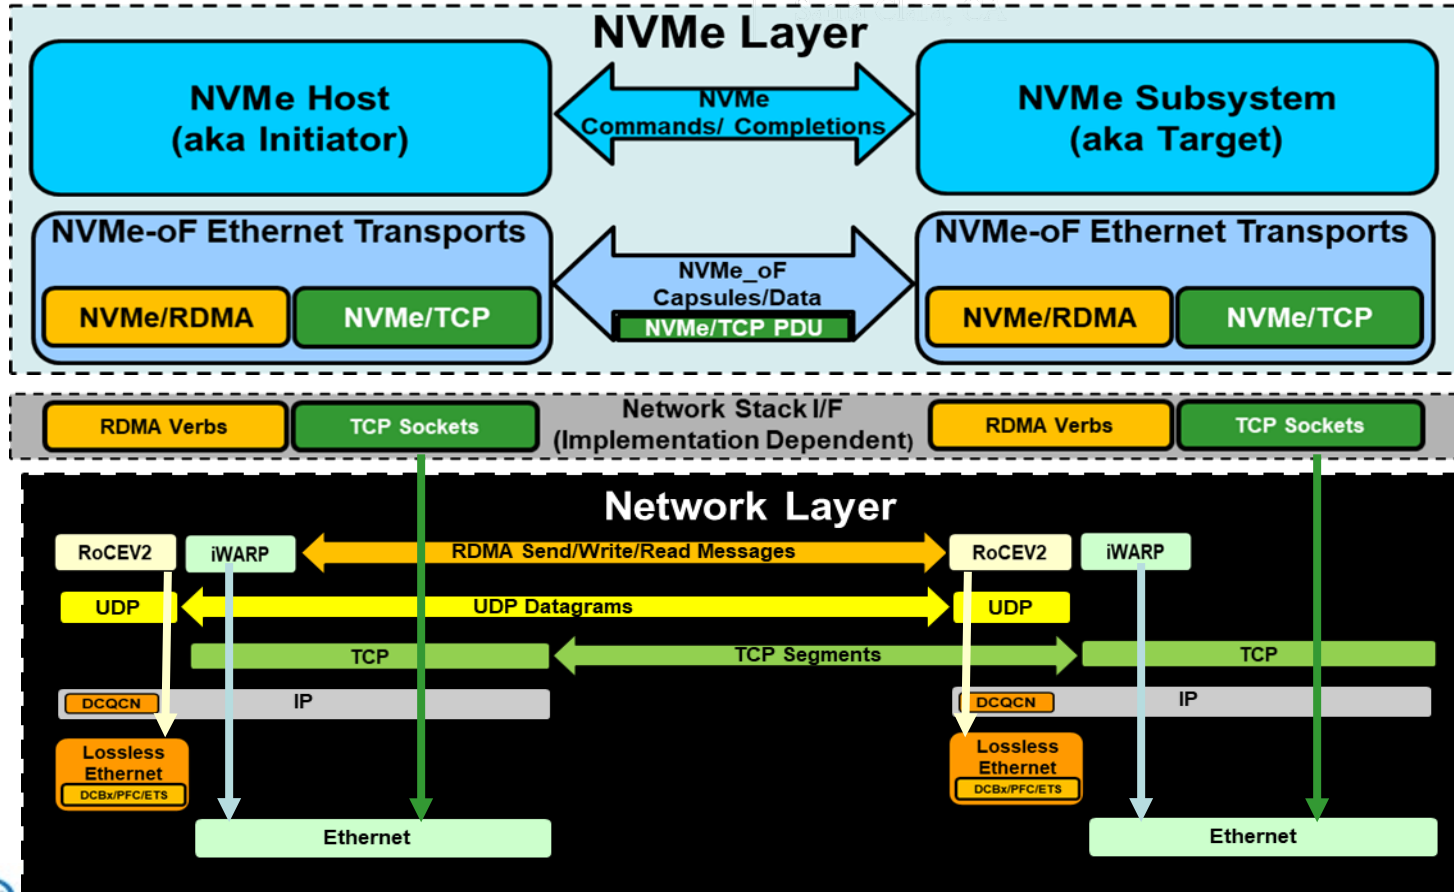 NVMe Layer
NVMe Host
(aka Initiator)
NVMe
Commands/ Completions
NVMe Subsystem
(aka Target)
NVMe-oF Ethernet Transports
NVMe/RDMA
NVMe/TCP
NVMe_oF
Capsules/Data
NVMe/TCP PDU
NVMe-oF Ethernet Transports
NVMe/RDMA
NVMe/TCP
RDMA Verbs
TCP Sockets
Network Stack I/F
(Implementation Dependent)
RDMA Verbs
TCP Sockets
Network Layer
RoCEV2
iWARP
RDMA Send/Write/Read Messages
RoCEV2
iWARP
UDP
UDP Datagrams
UDP
TCP
TCP Segments
TCP
DCQCN
IP
DCQCN
IP
Lossless
Ethernet
DCBx/PFC/ETS
Lossless
Ethernet
DCBx/PFC/ETS
Ethernet
Ethernet